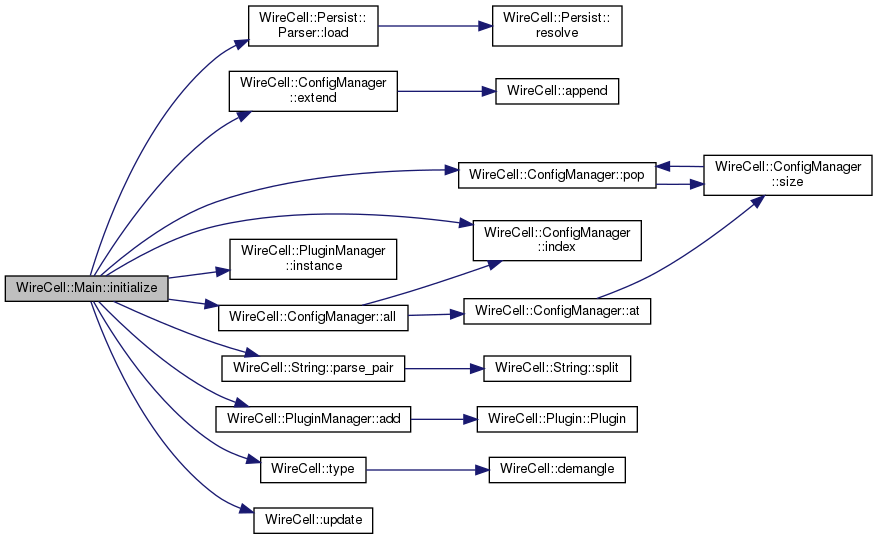 WireCell::Persist::
Parser::load
WireCell::Persist::
resolve
WireCell::ConfigManager
::extend
WireCell::append
WireCell::ConfigManager::pop
WireCell::ConfigManager
::size
WireCell::ConfigManager
::index
WireCell::PluginManager
::instance
WireCell::Main::initialize
WireCell::ConfigManager::all
WireCell::ConfigManager::at
WireCell::String::parse_pair
WireCell::String::split
WireCell::PluginManager::add
WireCell::Plugin::Plugin
WireCell::type
WireCell::demangle
WireCell::update